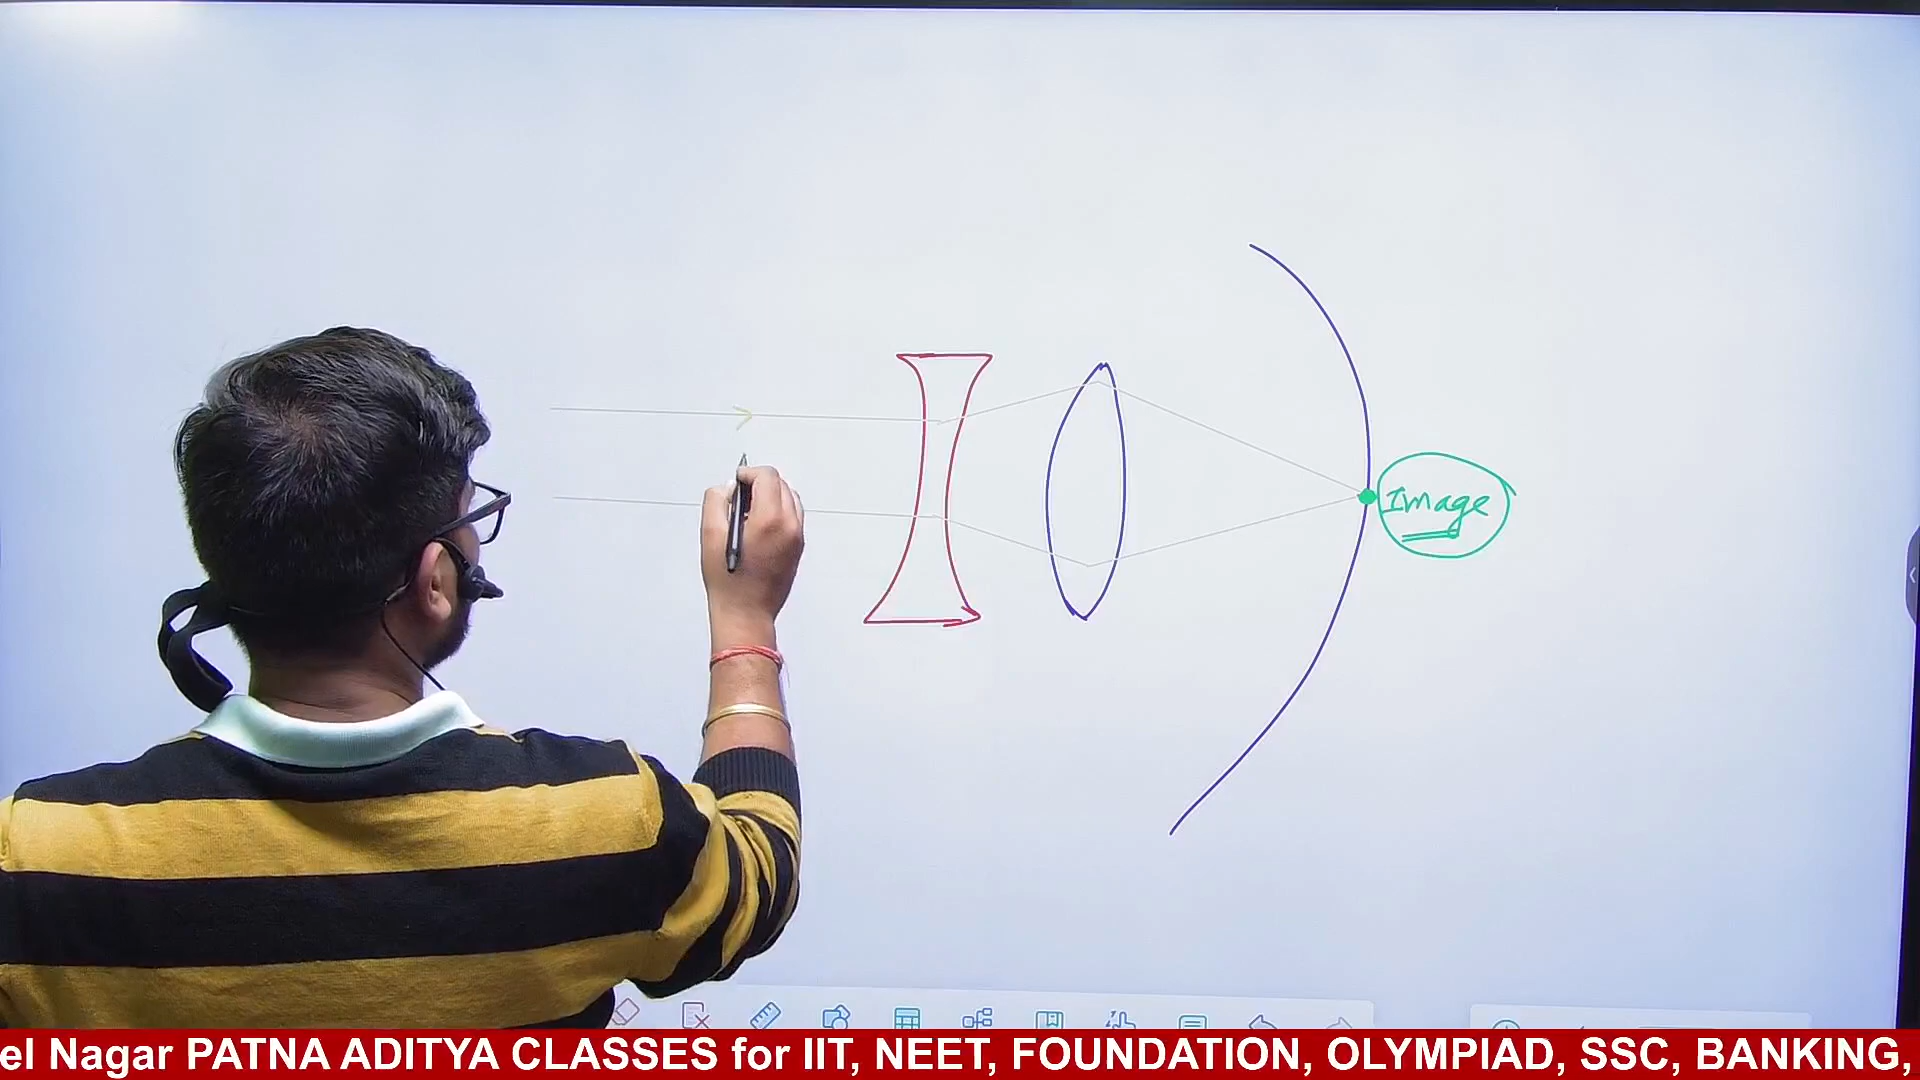 Image
el Nagar PATNA ADITYA CLASSES for IIT, NEET, FOUNDATION, OLYMPIAD, SSC, BANKING,